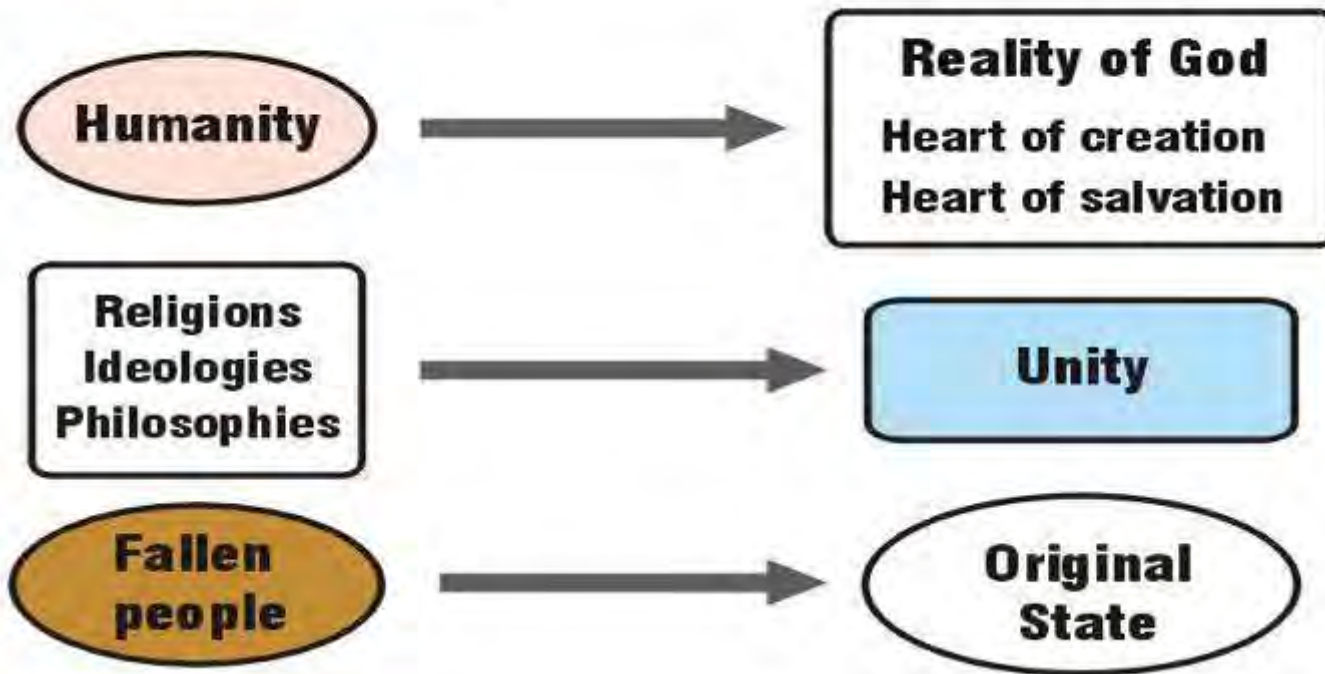 Humanity
Reality of God
Heart of creation
Heart of salvation
Religions
Ideologies
Philosophies
Unity
Fallen
people
Original
State